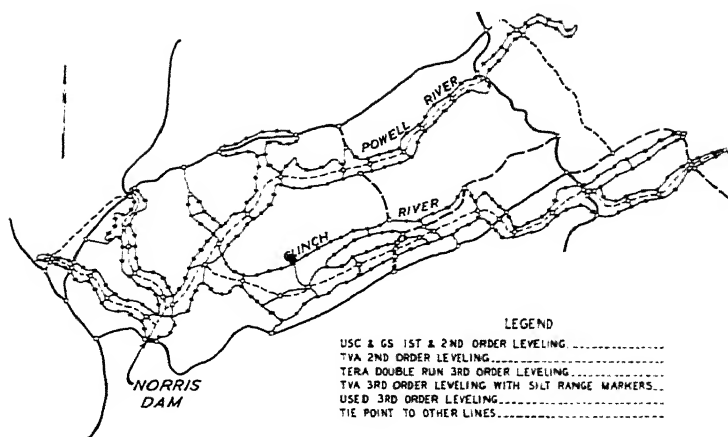 POWELL RIVER
CLINCH RIVER
NORRIS
DAM
LEGEND
USC & GS 1ST & 2ND ORDER LEVELING
TVA 2ND ORDER LEVELING
TERA DOUBLE RUN 3RD ORDER LEVELING
TVA 3RD ORDER LEVELING WITH SILT RANGE MARKERS
USED 3RD ORDER LEVELING
TIE POINT TO OTHER LINES